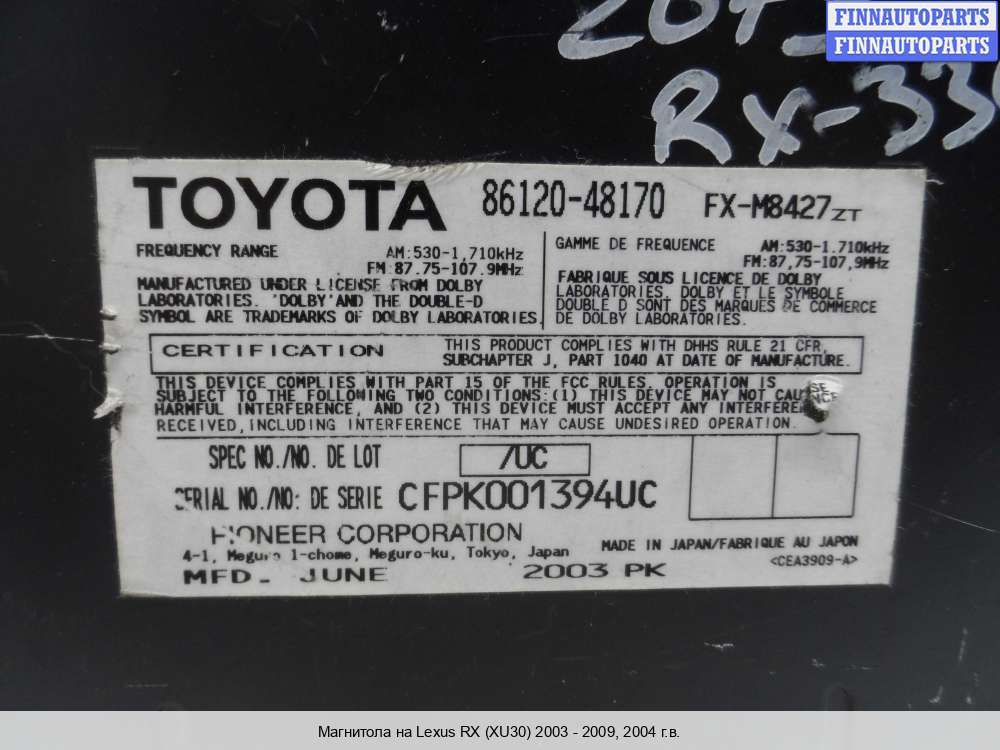 FINNAUTOPARTS
FINNAUTOPARTS
TOYOTA 86120-48170 FX-M8427ZT
FREQUENCY RANGE AM:530-1,710kHz
FM:87.75-107.9MHz
MANUFACTURED UNDER LICENSE FROM DOLBY
LABORATORIES. 'DOLBY' AND THE DOUBLE-D
SYMBOL ARE TRADEMARKS OF DOLBY LABORATORIES
GAMME DE FREQUENCE AM:530-1.710kHz
FM:87,75-107,9MHz
FABRIQUE SOUS LICENCE DE DOLBY
LABORATORIES. DOLBY ET LE SYMBOLE
DOUBLE D SONT DES MARQUES DE COMMERCE
DE DOLBY LABORATORIES.
CERTIFICATION
THIS PRODUCT COMPLIES WITH DHHS RULE 21 CFR,
SUBCHAPTER J, PART 1040 AT DATE OF MANUFACTURE.
THIS DEVICE COMPLIES WITH PART 15 OF THE FCC RULES. OPERATION IS
SUBJECT TO THE FOLLOWING TWO CONDITIONS:(1) THIS DEVICE MAY NOT CAUSE
HARMFUL INTERFERENCE, AND (2) THIS DEVICE MUST ACCEPT ANY INTERFERENCE
RECEIVED, INCLUDING INTERFERENCE THAT MAY CAUSE UNDESIRED OPERATION.
SPEC NO./NO. DE LOT /UC
SERIAL NO./NO: DE SERIE CFPK001394UC
PIONEER CORPORATION
4-1, Meguro 1-chome, Meguro-ku, Tokyo, Japan
MADE IN JAPAN/FABRIQUE AU JAPON
<CEA3909-A>
MFD. JUNE 2003 PK
Магнитола на Lexus RX (XU30) 2003 - 2009, 2004 г.в.